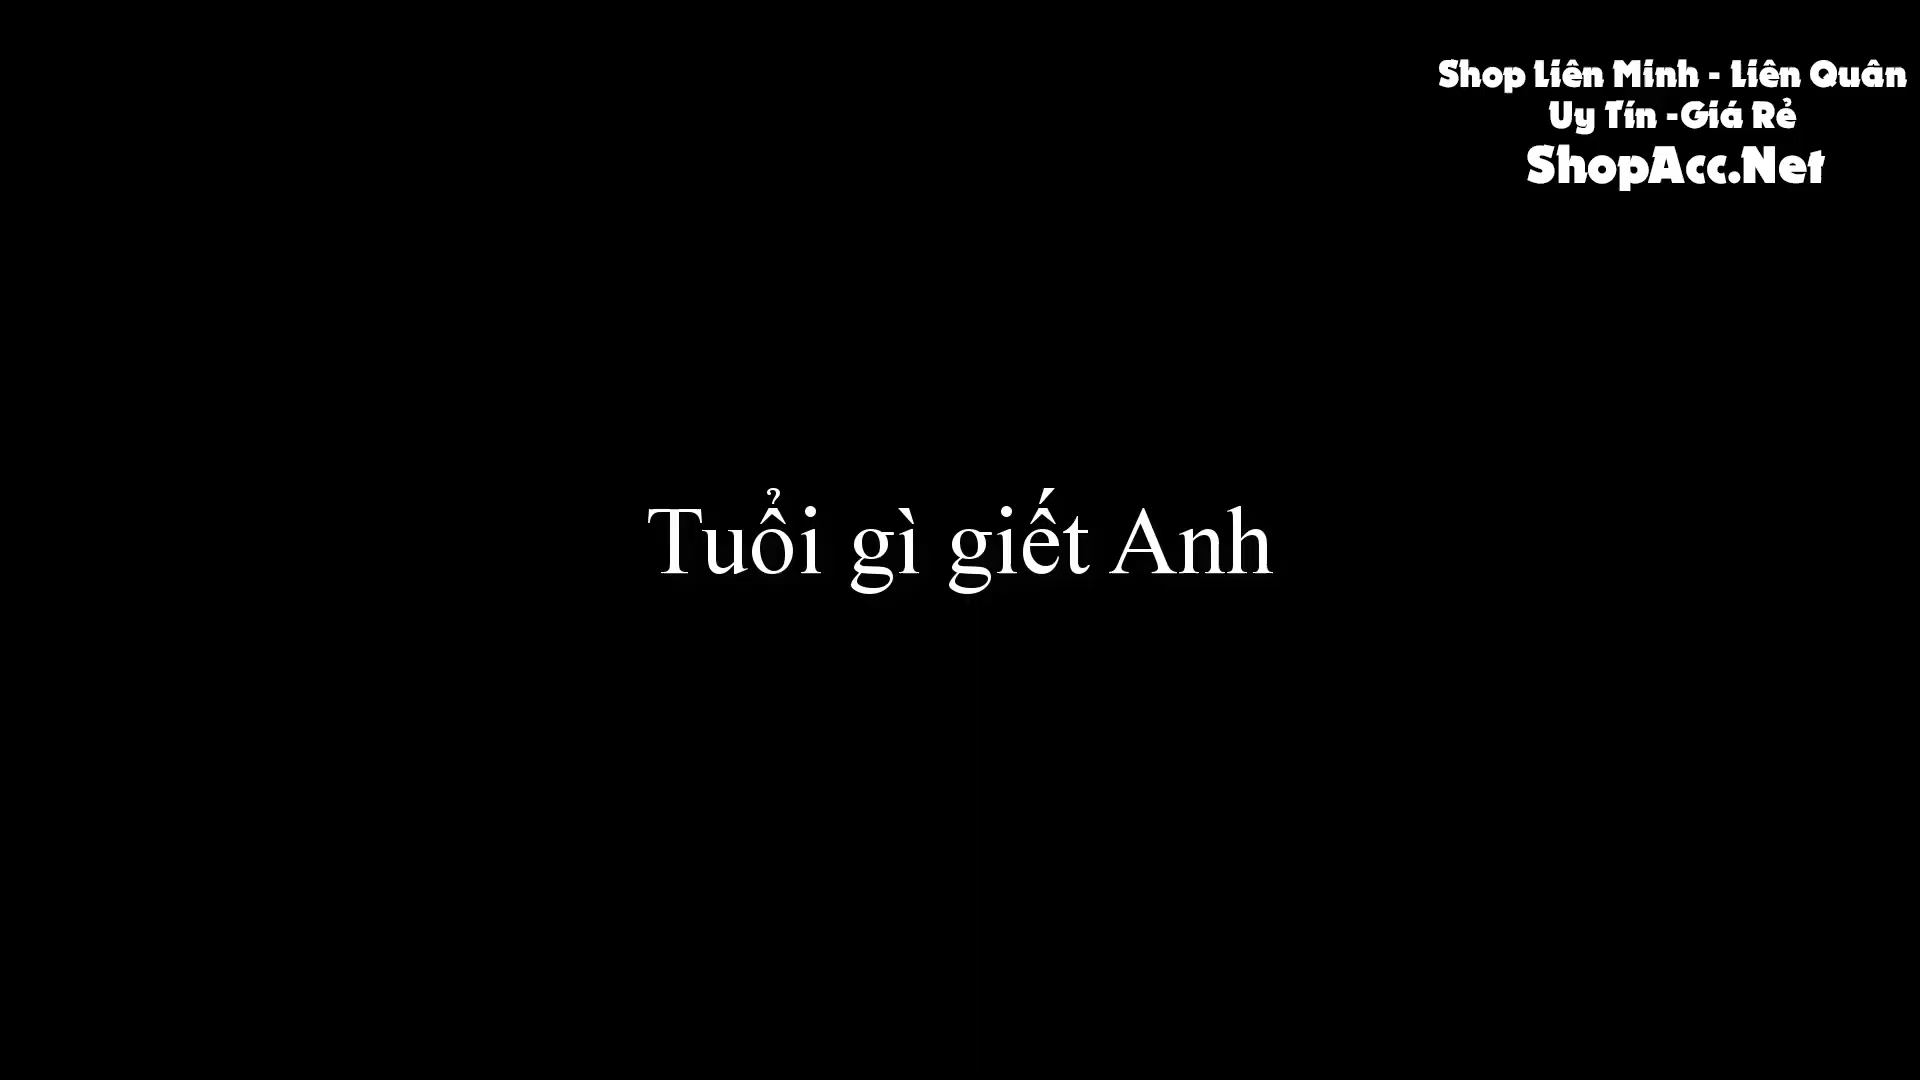 Shop Liên Minh - Liên Quân
Uy Tín -Giá Rẻ
ShopAcc.Net
Tuổi gì giết Anh